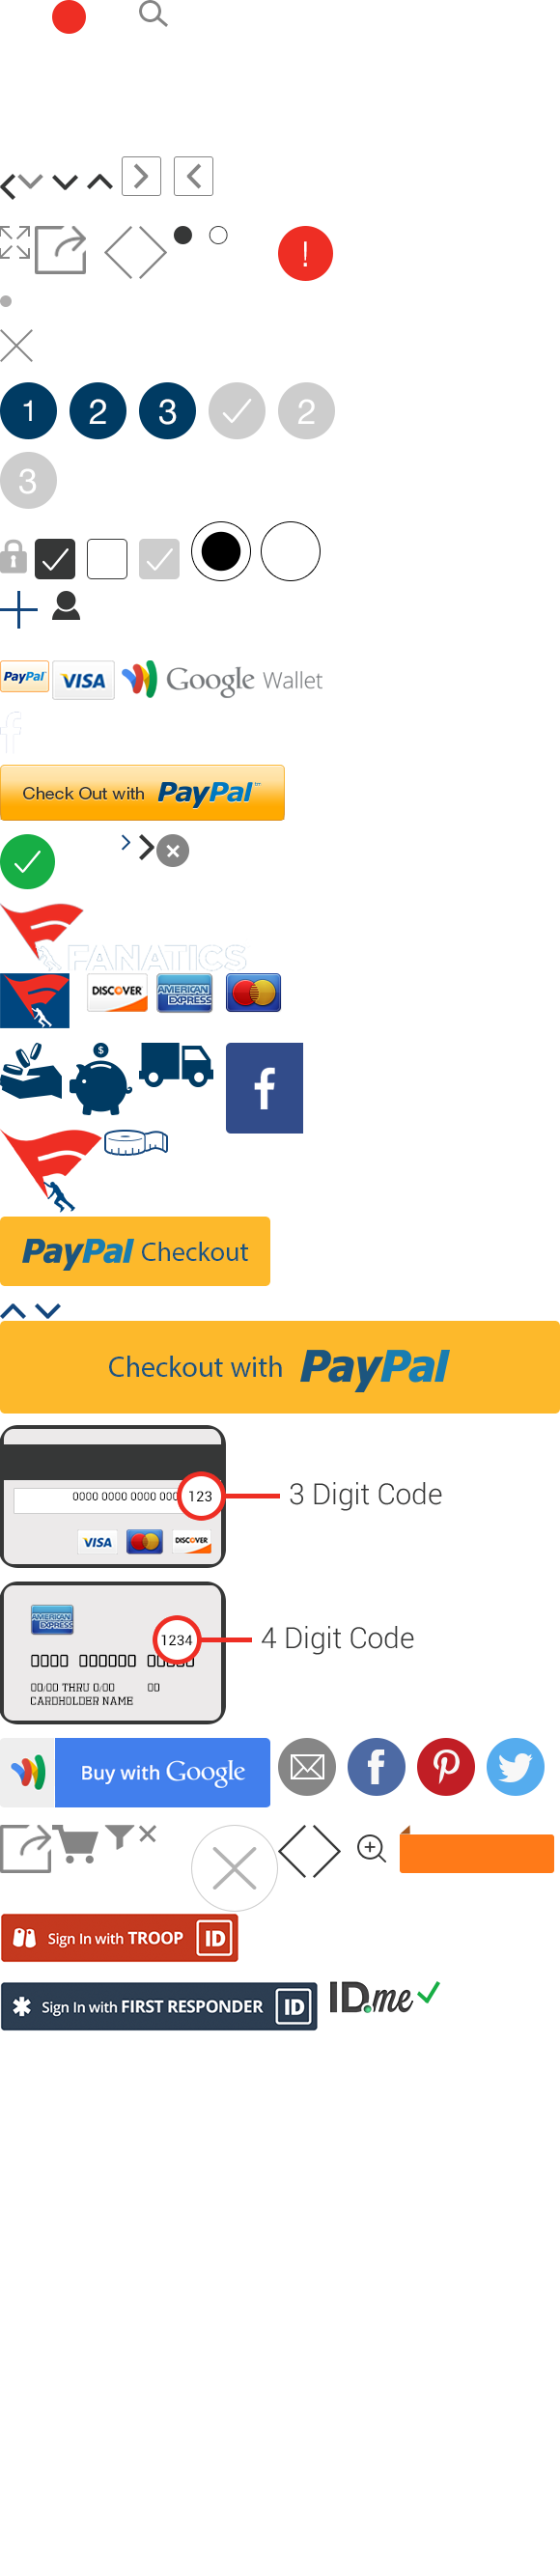 !
1 2 3 2
3
PayPal VISA Google Wallet
f
Check Out with PayPal™
FANATICS
DISCOVER AMERICAN EXPRESS
$
f
PayPal Checkout
Checkout with PayPal
0000 0000 0000 000 123 3 Digit Code
VISA DISCOVER
AMERICAN EXPRESS
1234 4 Digit Code
0000 000000 00000
00/00 THRU 0/00 00
CARDHOLDER NAME
Buy with Google f
Sign In with TROOP ID
Sign In with FIRST RESPONDER ID ID.me